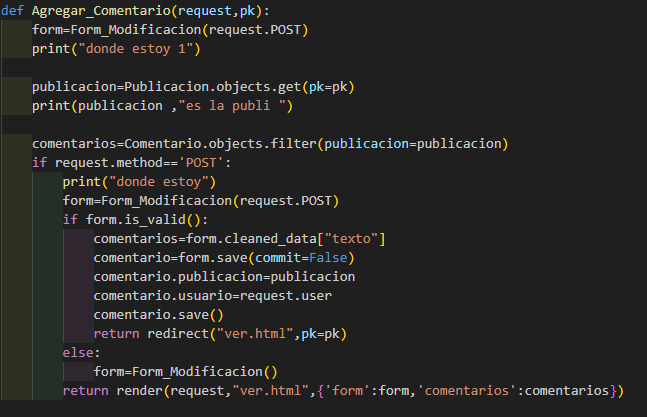 def Agregar_Comentario(request,pk):
    form=Form_Modificacion(request.POST)
    print("donde estoy 1")
    publicacion=Publicacion.objects.get(pk=pk)
    print(publicacion ,"es la publi ")
    comentarios=Comentario.objects.filter(publicacion=publicacion)
    if request.method=='POST':
        print("donde estoy")
        form=Form_Modificacion(request.POST)
        if form.is_valid():
            comentarios=form.cleaned_data["texto"]
            comentario=form.save(commit=False)
            comentario.publicacion=publicacion
            comentario.usuario=request.user
            comentario.save()
            return redirect("ver.html",pk=pk)
        else:
            form=Form_Modificacion()
        return render(request,"ver.html",{'form':form,'comentarios':comentarios})